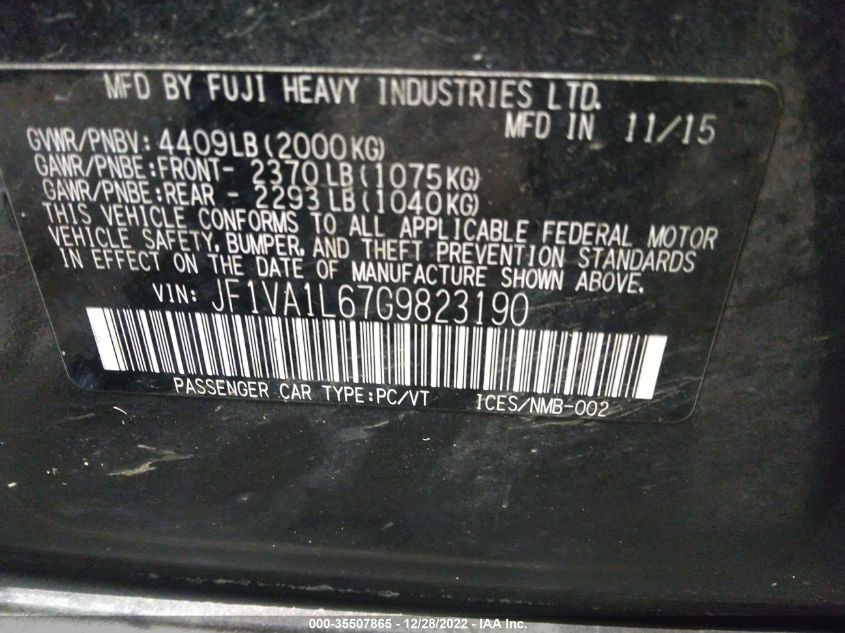 MFD BY FUJI HEAVY INDUSTRIES LTD.
MFD IN 11/15
GVWR/PNBV: 4409LB(2000KG)
GAWR/PNBE:FRONT- 2370LB(1075KG)
GAWR/PNBE:REAR - 2293LB(1040KG)
THIS VEHICLE CONFORMS TO ALL APPLICABLE FEDERAL MOTOR
VEHICLE SAFETY, BUMPER, AND THEFT PREVENTION STANDARDS
IN EFFECT ON THE DATE OF MANUFACTURE SHOWN ABOVE.
VIN: JF1VA1L67G9823190
PASSENGER CAR TYPE:PC/VT ICES/NMB-002
000-35507865 - 12/28/2022 - IAA Inc.